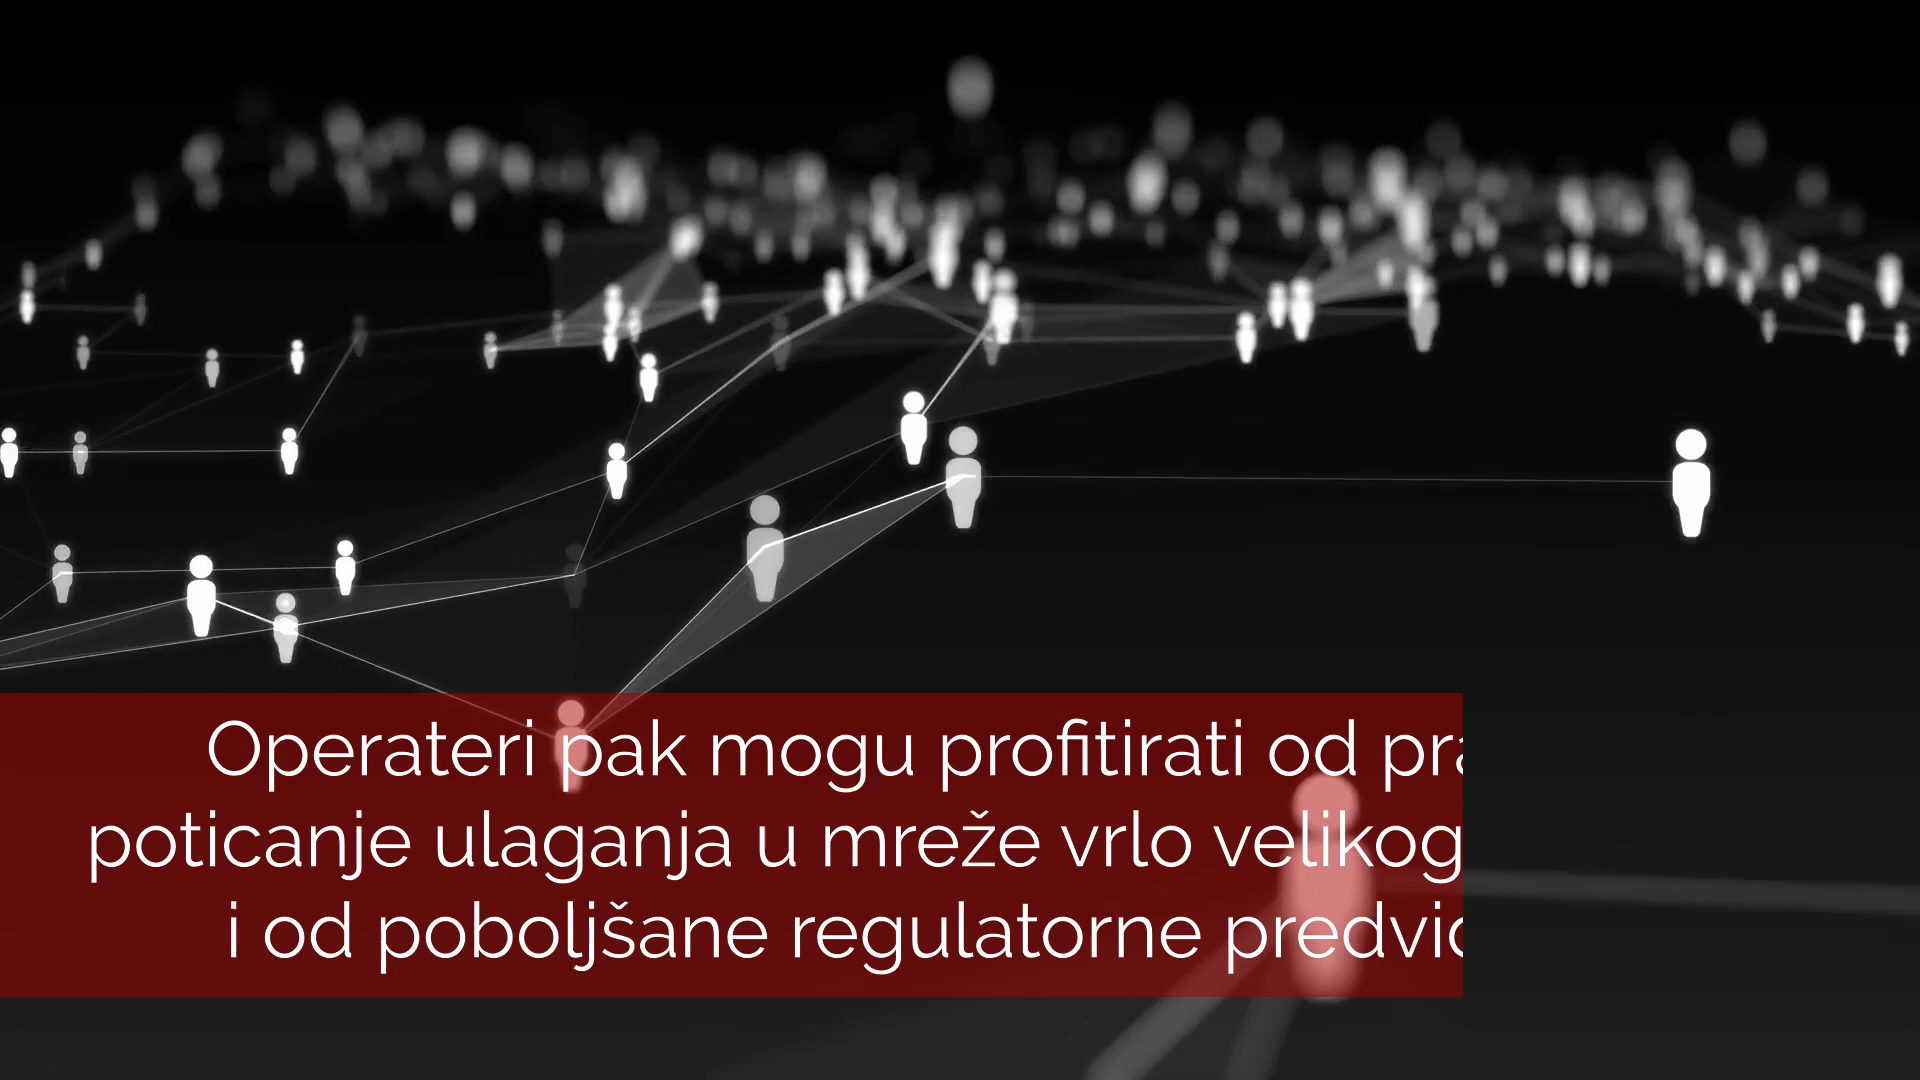 Operateri pak mogu profitirati od
poticanje ulaganja u mreže vrlo velikog
i od poboljšane regulatorne